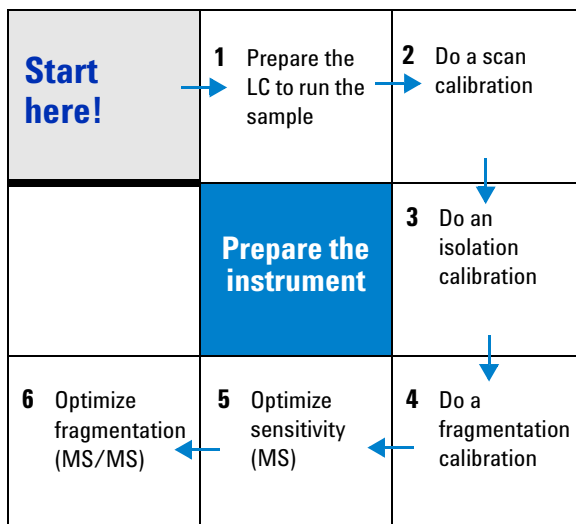 Start
here!
1 Prepare the
LC to run the
sample
2 Do a scan
calibration
Prepare the
instrument
3 Do an
isolation
calibration
4 Do a
fragmentation
calibration
5 Optimize
sensitivity
(MS)
6 Optimize
fragmentation
(MS/MS)